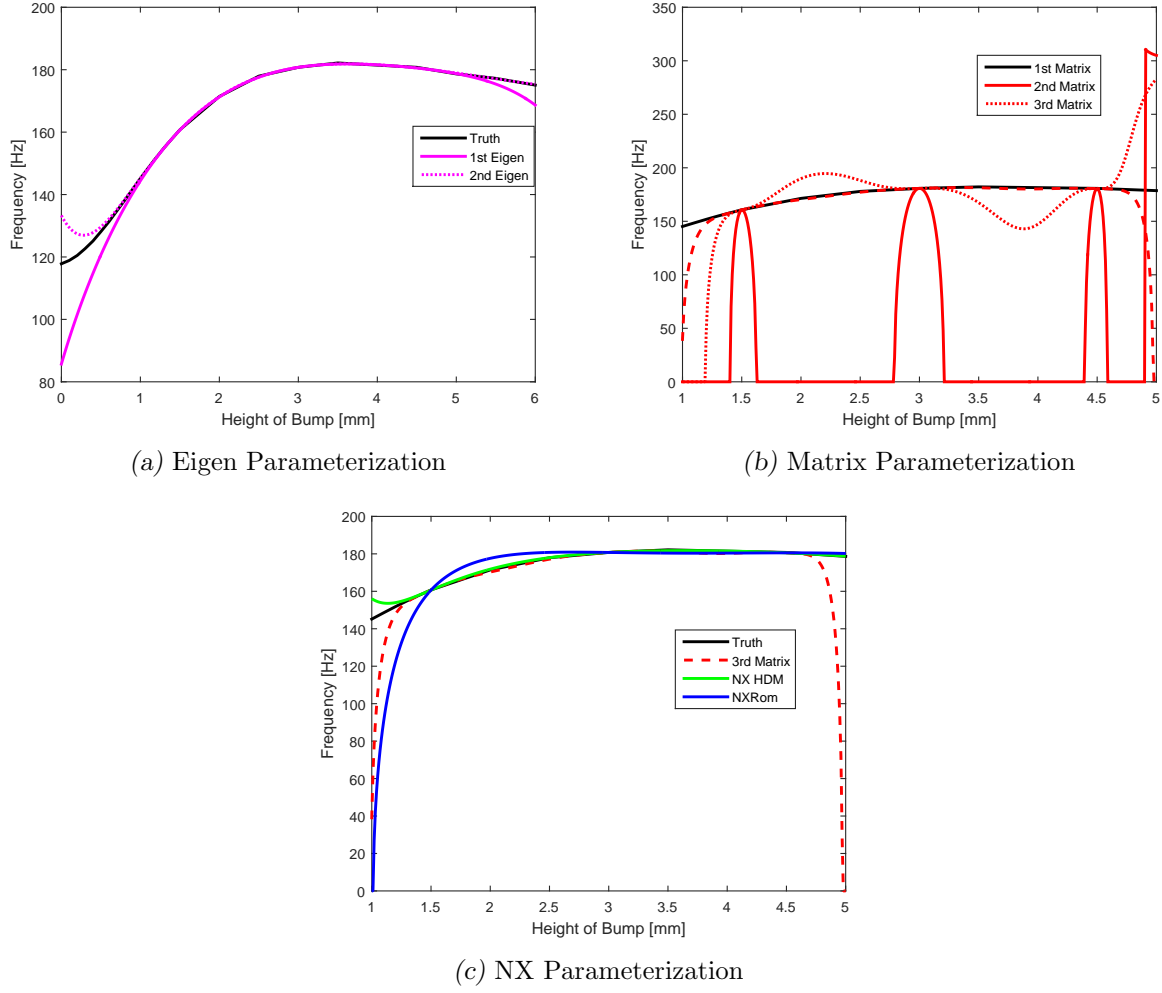 200
180
160
140
120
100
80
Frequency [Hz]
0 1 2 3 4 5 6
Height of Bump [mm]
Truth
1st Eigen
2nd Eigen
(a) Eigen Parameterization
350
300
250
200
150
100
50
0
Frequency [Hz]
1 1.5 2 2.5 3 3.5 4 4.5 5
Height of Bump [mm]
1st Matrix
2nd Matrix
3rd Matrix
(b) Matrix Parameterization
200
180
160
140
120
100
80
60
40
20
0
Frequency [Hz]
1 1.5 2 2.5 3 3.5 4 4.5 5
Height of Bump [mm]
Truth
3rd Matrix
NX HDM
NXRom
(c) NX Parameterization